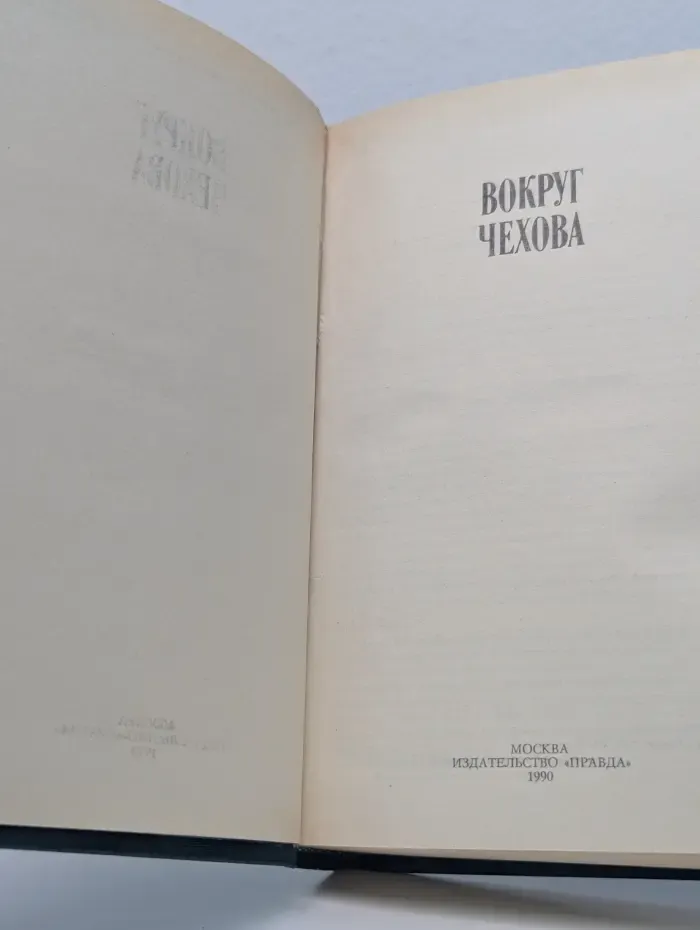 ВОКРУГ
ЧЕХОВА
МОСКВА
ИЗДАТЕЛЬСТВО «ПРАВДА»
1990